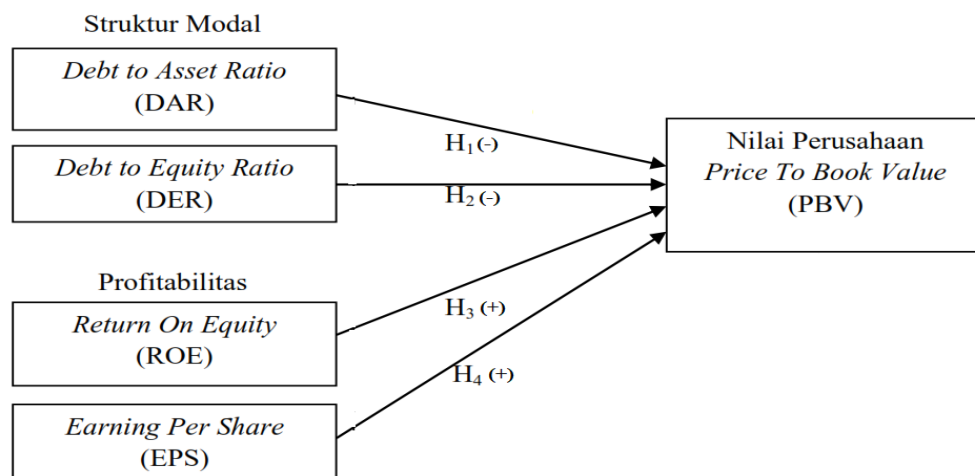 Struktur Modal
Debt to Asset Ratio
(DAR)
H₁ (-)
Debt to Equity Ratio
(DER)
H₂ (-)
Nilai Perusahaan
Price To Book Value
(PBV)
Profitabilitas
Return On Equity
(ROE)
H₃ (+)
H₄ (+)
Earning Per Share
(EPS)